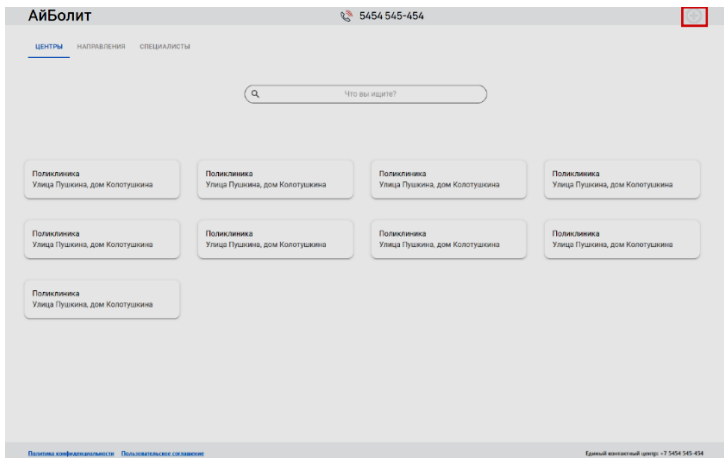 АйБолит
5454 545-454
ЦЕНТРЫ НАПРАВЛЕНИЯ СПЕЦИАЛИСТЫ
Что вы ищите?
Поликлиника
Улица Пушкина, дом Колотушкина
Поликлиника
Улица Пушкина, дом Колотушкина
Поликлиника
Улица Пушкина, дом Колотушкина
Поликлиника
Улица Пушкина, дом Колотушкина
Поликлиника
Улица Пушкина, дом Колотушкина
Поликлиника
Улица Пушкина, дом Колотушкина
Поликлиника
Улица Пушкина, дом Колотушкина
Поликлиника
Улица Пушкина, дом Колотушкина
Поликлиника
Улица Пушкина, дом Колотушкина
Политика конфиденциальности Пользовательское соглашение
Единый контактный центр: +7 5454 545-454